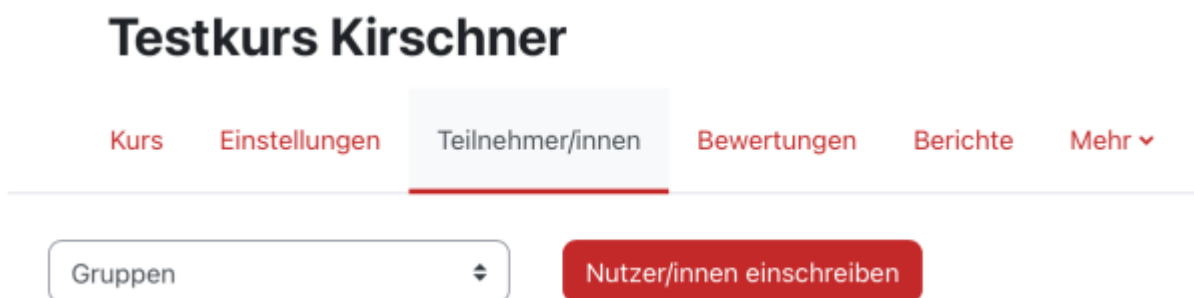 Testkurs Kirschner
Kurs Einstellungen Teilnehmer/innen Bewertungen Berichte Mehr
Gruppen Nutzer/innen einschreiben